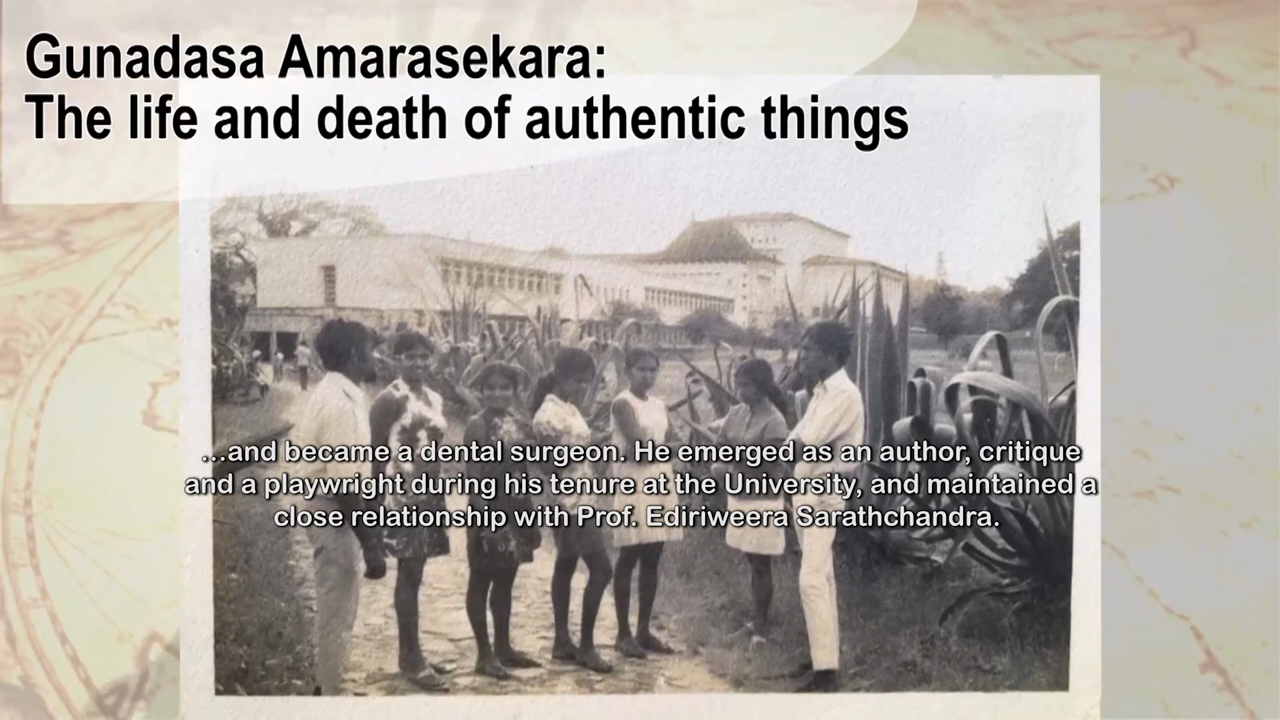 Gunadasa Amarasekara:
The life and death of authentic things
...and became a dental surgeon. He emerged as an author, critique
and a playwright during his tenure at the University, and maintained a
close relationship with Prof. Ediriweera Sarathchandra.